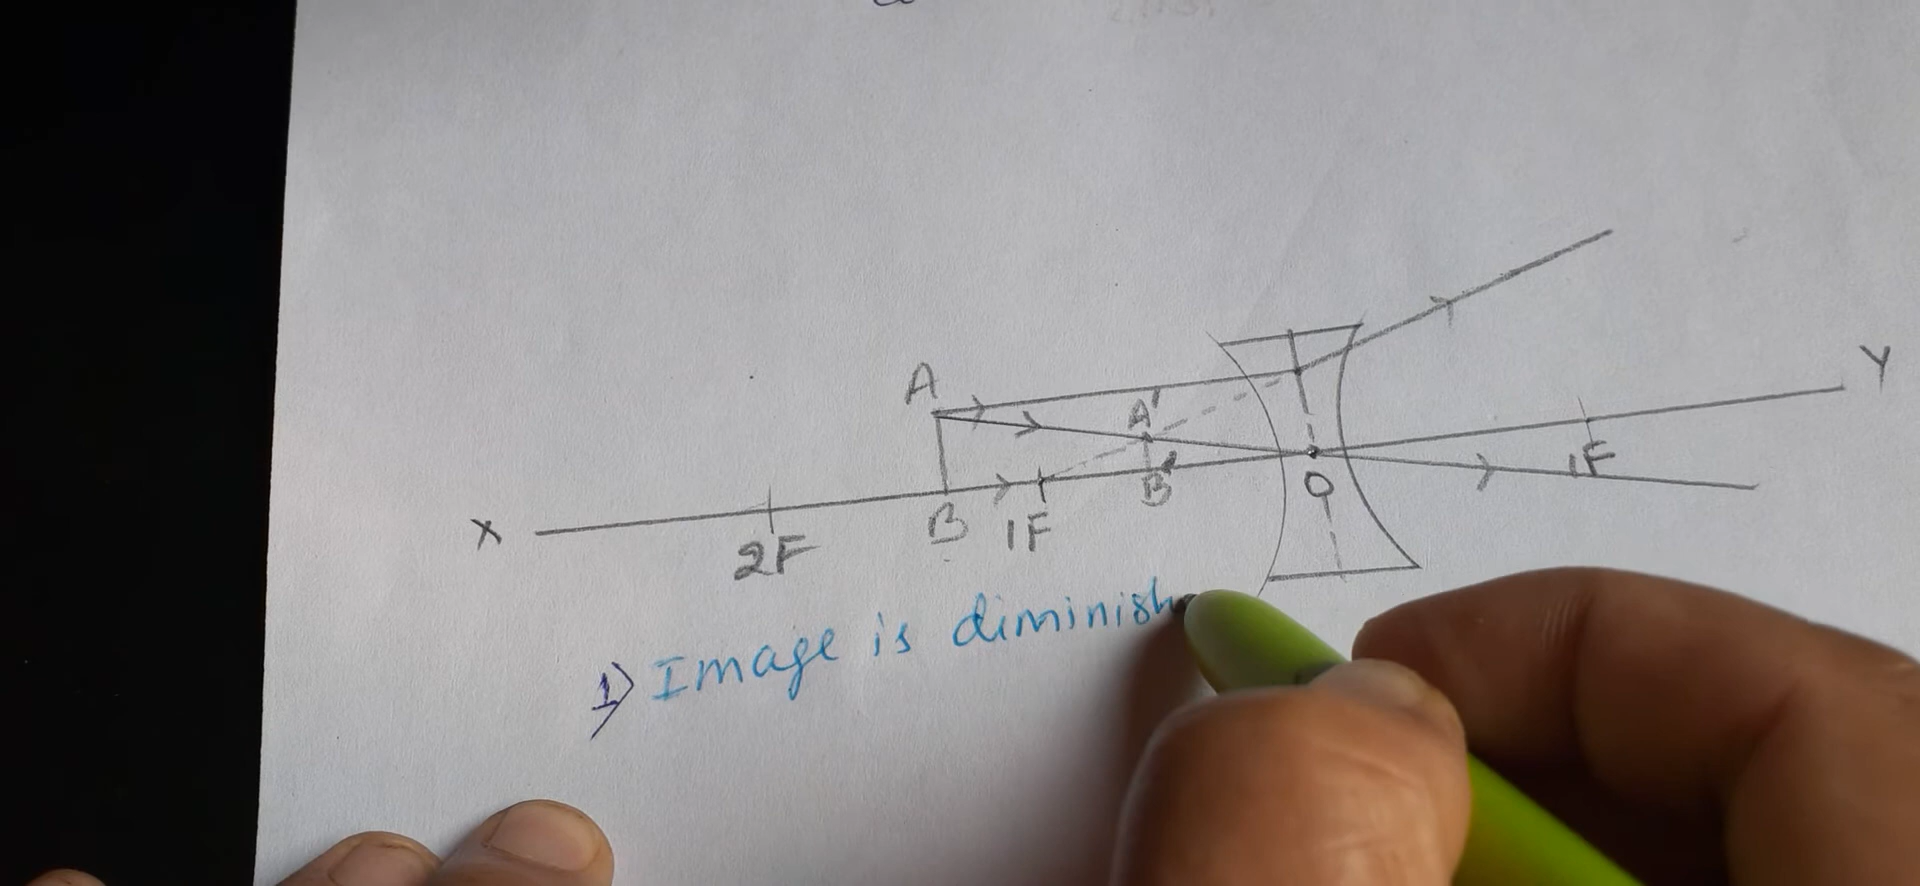 A
A'
Y
X
2F
B
1F
B'
O
1F
1) Image is diminish